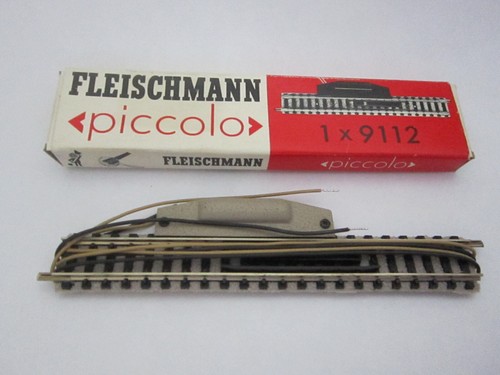 FLEISCHMANN
<piccolo>
1 x 9112
FLEISCHMANN
<piccolo>